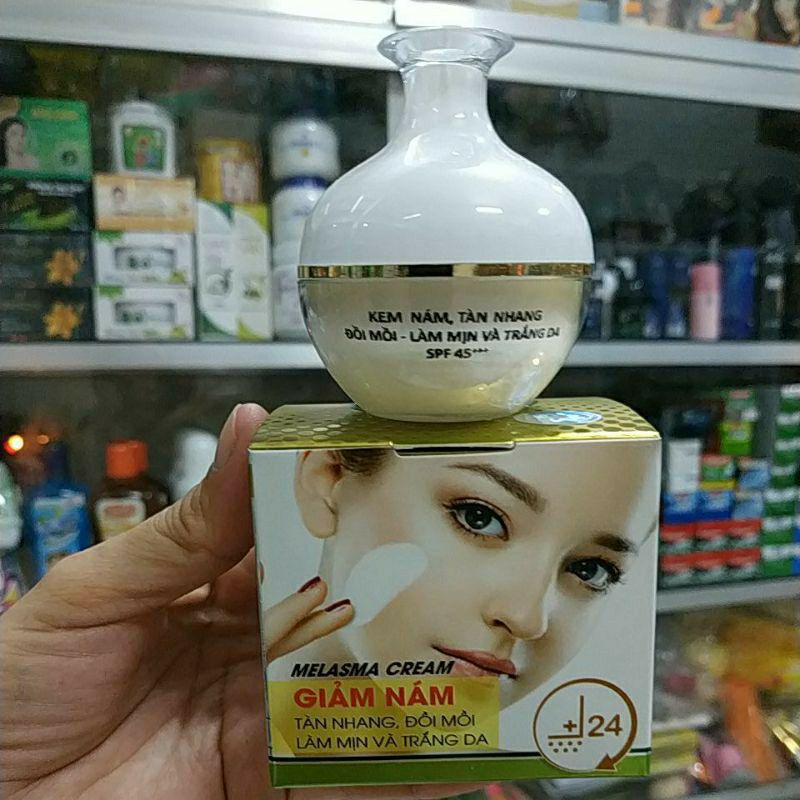 KEM NÁM, TÀN NHANG
ĐỒI MỒI - LÀM MỊN VÀ TRẮNG DA
SPF 45+++
MELASMA CREAM
GIẢM NÁM
TÀN NHANG, ĐỒI MỒI
LÀM MỊN VÀ TRẮNG DA
+24